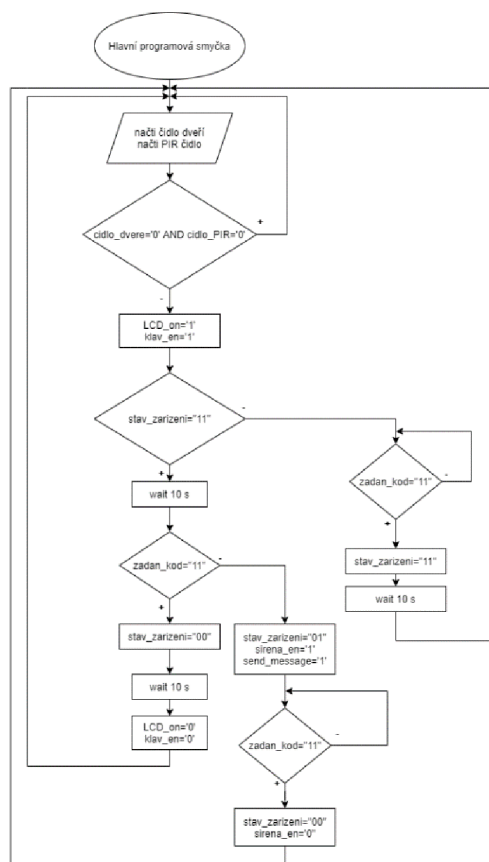 Hlavní programová smyčka
načti čidlo dveří
načti PIR čidlo
cidlo_dvere='0' AND cidlo_PIR='0'
+
-
LCD_on='1'
klav_en='1'
stav_zarizeni="11"
-
+
wait 10 s
zadan_kod="11"
-
+
stav_zarizeni="11"
wait 10 s
zadan_kod="11"
-
+
stav_zarizeni="00"
wait 10 s
LCD_on='0'
klav_en='0'
stav_zarizeni="01"
sirena_en='1'
send_message='1'
zadan_kod="11"
-
+
stav_zarizeni="00"
sirena_en='0'